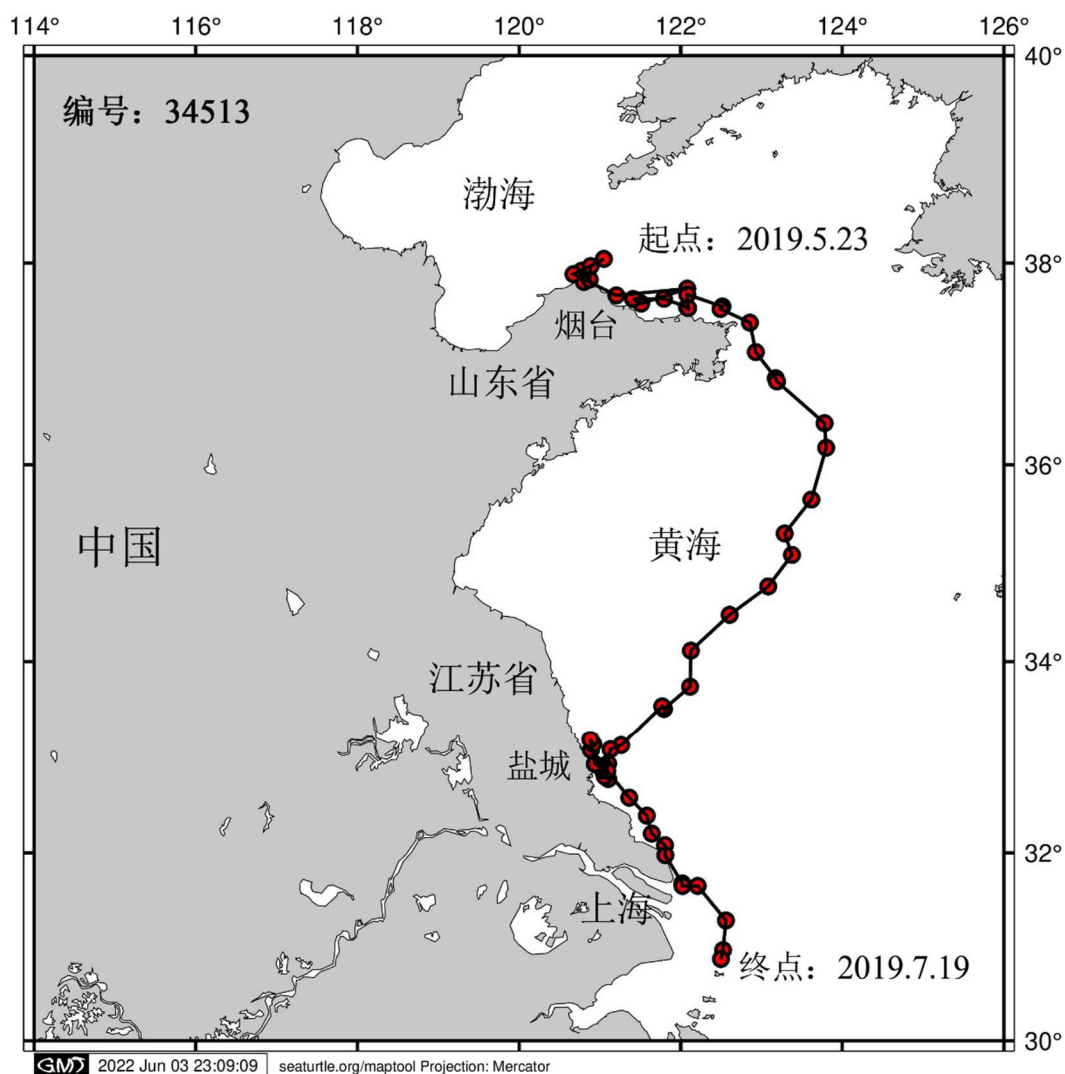 114° 116° 118° 120° 122° 124° 126°
40°
编号：34513
渤海
起点：2019.5.23
38°
烟台
山东省
36°
中国
黄海
34°
江苏省
盐城
32°
上海
终点：2019.7.19
30°
GMT 2022 Jun 03 23:09:09 seaturtle.org/maptool Projection: Mercator